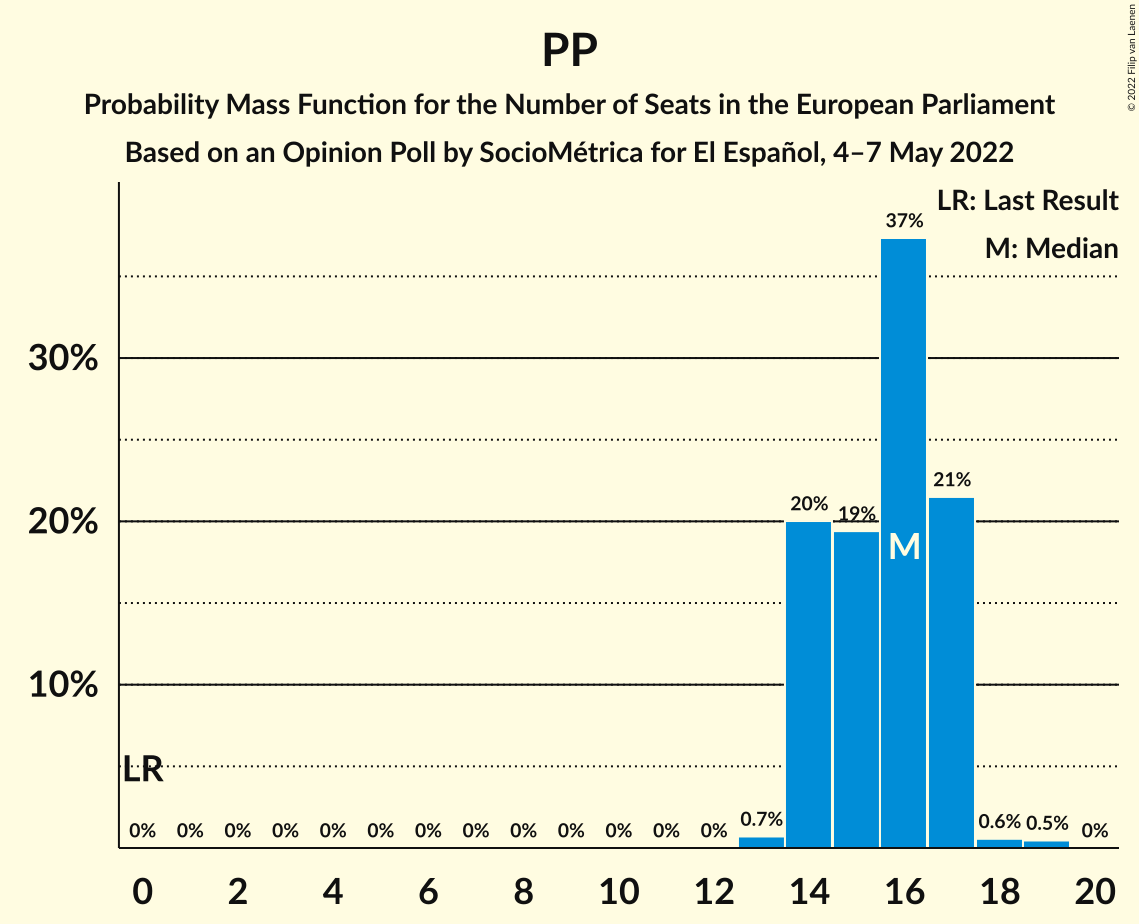 PP
Probability Mass Function for the Number of Seats in the European Parliament
Based on an Opinion Poll by SocioMétrica for El Español, 4–7 May 2022
© 2022 Filip van Laenen
LR: Last Result
M: Median
37%
30%
21%
20%
19%
20%
M
10%
LR
0% 0% 0% 0% 0% 0% 0% 0% 0% 0% 0% 0% 0% 0.7% 0.6% 0.5% 0%
0 2 4 6 8 10 12 14 16 18 20